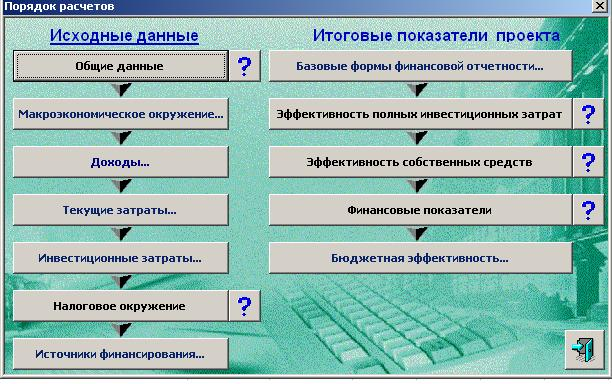 Порядок расчетов
Исходные данные
Общие данные ?
Макроэкономическое окружение...
Доходы...
Текущие затраты...
Инвестиционные затраты...
Налоговое окружение ?
Источники финансирования...
Итоговые показатели проекта
Базовые формы финансовой отчетности...
Эффективность полных инвестиционных затрат ?
Эффективность собственных средств ?
Финансовые показатели ?
Бюджетная эффективность...